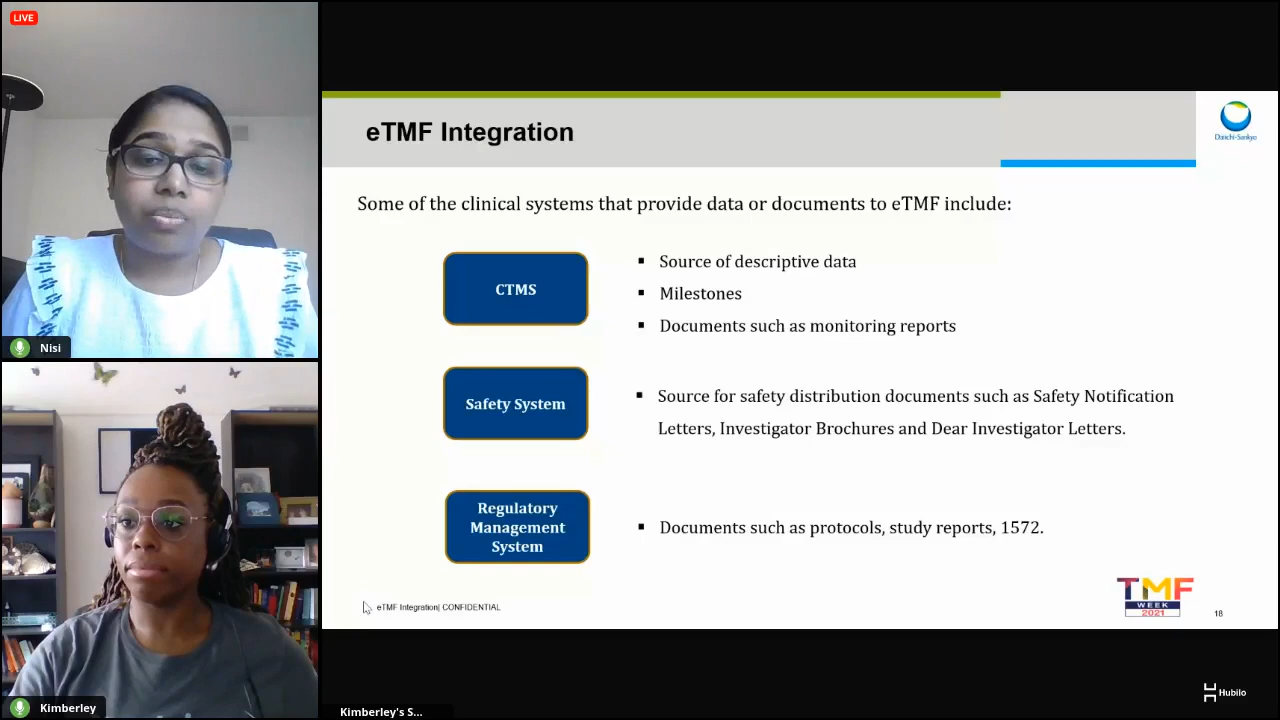 LIVE
Nisi
Kimberley
eTMF Integration
Daiichi-Sankyo
Some of the clinical systems that provide data or documents to eTMF include:
CTMS
▪ Source of descriptive data
▪ Milestones
▪ Documents such as monitoring reports
Safety System
▪ Source for safety distribution documents such as Safety Notification
Letters, Investigator Brochures and Dear Investigator Letters.
Regulatory
Management
System
▪ Documents such as protocols, study reports, 1572.
eTMF Integration| CONFIDENTIAL
TMF
WEEK
2021
18
Hubilo
Kimberley's S...